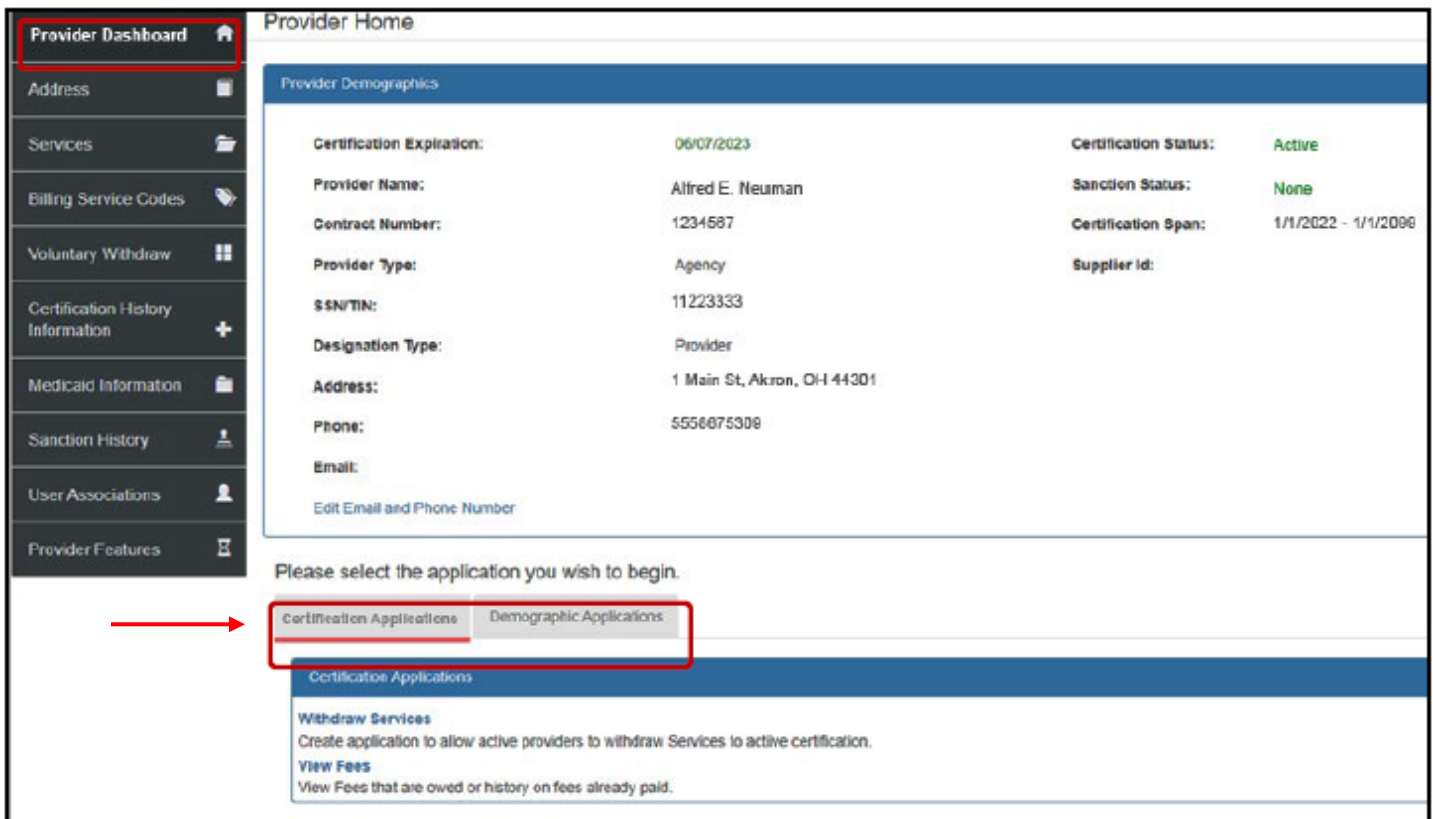 Provider Dashboard
Address
Services
Billing Service Codes
Voluntary Withdraw
Certification History
Information
Medicaid Information
Sanction History
User Associations
Provider Features
Provider Home
Provider Demographics
Certification Expiration: 06/07/2023 Certification Status: Active
Provider Name: Alfred E. Neuman Sanction Status: None
Contract Number: 1234567 Certification Span: 1/1/2022 - 1/1/2099
Provider Type: Agency Supplier Id:
SSN/TIN: 11223333
Designation Type: Provider
Address: 1 Main St, Akron, OH 44301
Phone: 5558675309
Email:
Edit Email and Phone Number
Please select the application you wish to begin.
Certification Applications Demographic Applications
Certification Applications
Withdraw Services
Create application to allow active providers to withdraw Services to active certification.
View Fees
View Fees that are owed or history on fees already paid.